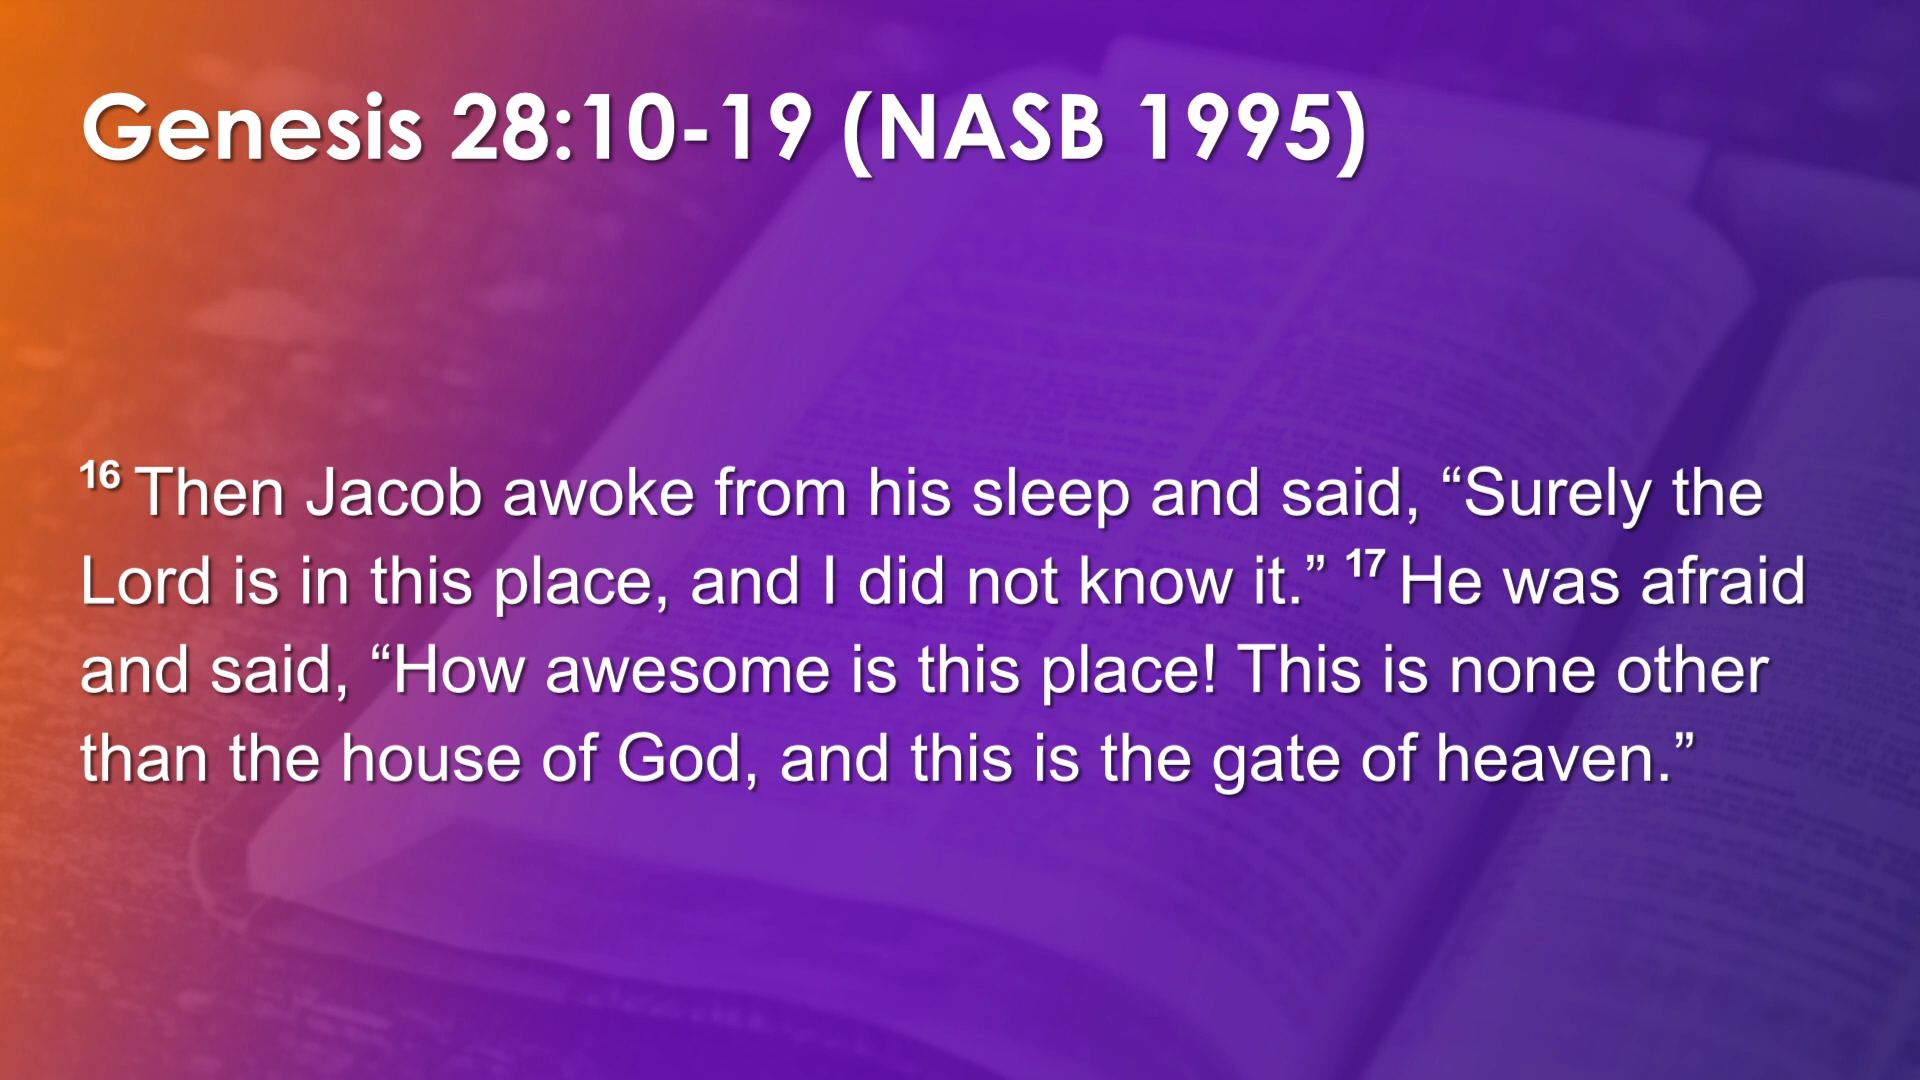 Genesis 28:10-19 (NASB 1995)
16 Then Jacob awoke from his sleep and said, “Surely the
Lord is in this place, and I did not know it.” 17 He was afraid
and said, “How awesome is this place! This is none other
than the house of God, and this is the gate of heaven.”